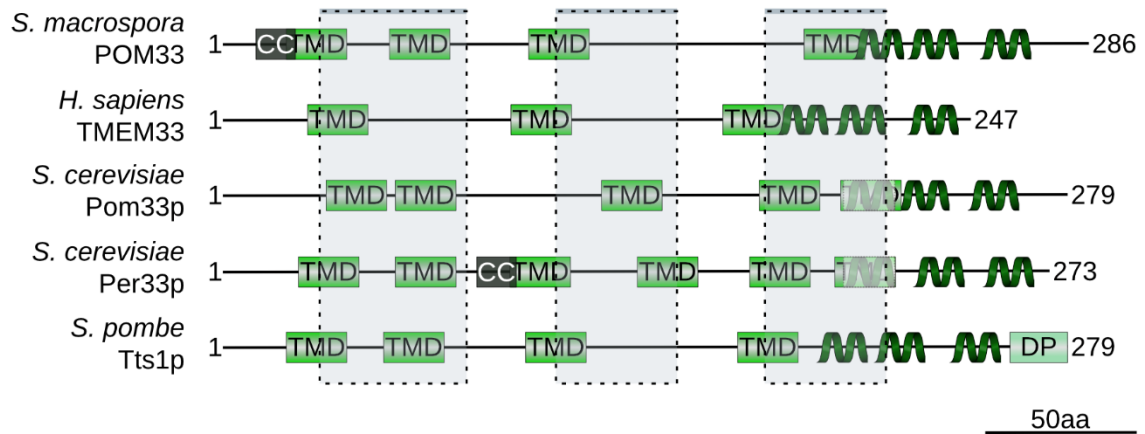 S. macrospora
POM33
1 CC TMD TMD TMD TMD 286
H. sapiens
TMEM33
1 TMD TMD TMD 247
S. cerevisiae
Pom33p
1 TMD TMD TMD TMD TMD 279
S. cerevisiae
Per33p
1 TMD TMD CC TMD TMD TMD TMD 273
S. pombe
Tts1p
1 TMD TMD TMD TMD DP 279
50aa